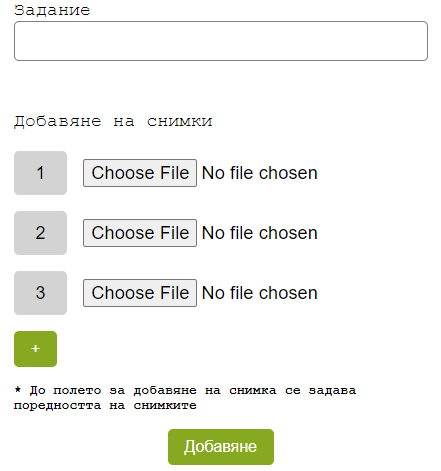 Задание
Добавяне на снимки
1 Choose File No file chosen
2 Choose File No file chosen
3 Choose File No file chosen
+
* До полето за добавяне на снимка се задава
поредността на снимките
Добавяне